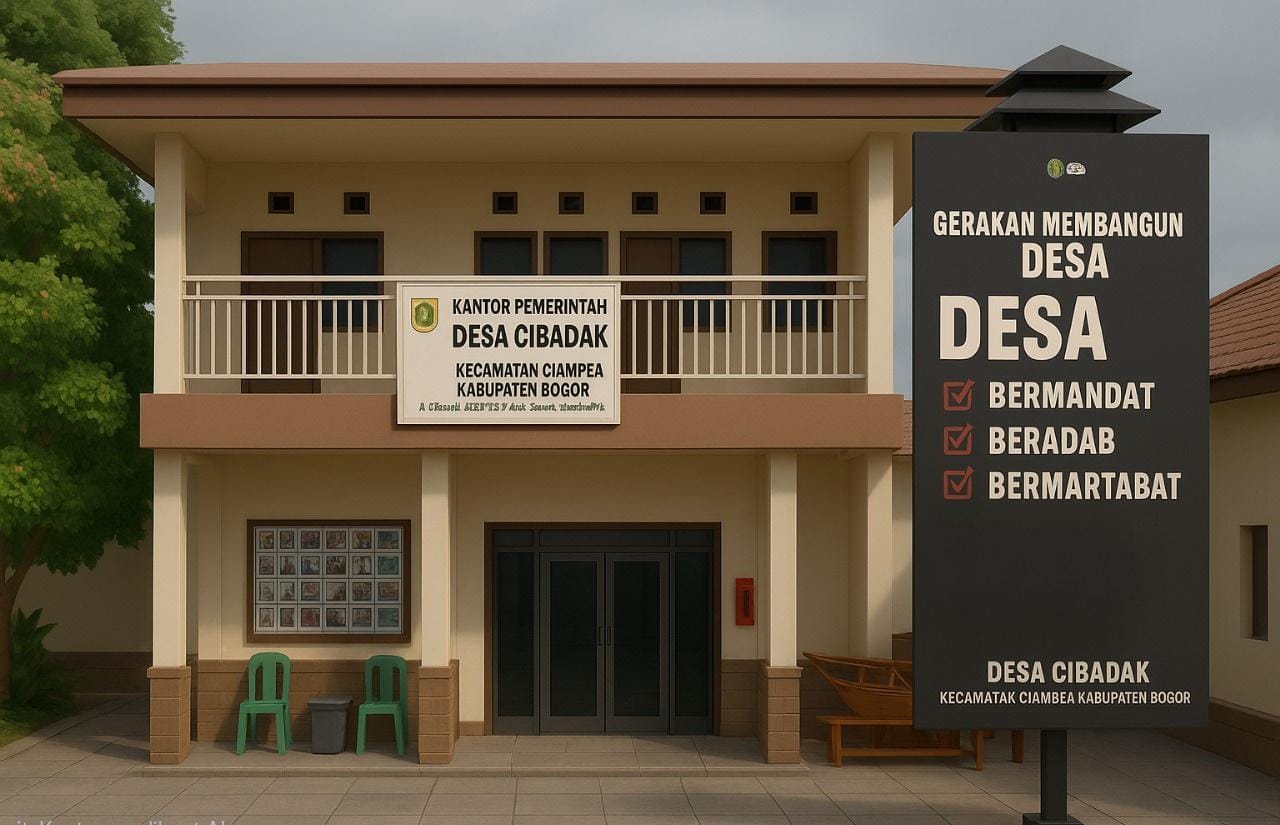 KANTOR PEMERINTAH
DESA CIBADAK
KECAMATAN CIAMPEA
KABUPATEN BOGOR
GERAKAN MEMBANGUN
DESA
DESA
BERMANDAT
BERADAB
BERMARTABAT
DESA CIBADAK
KECAMATAK CIAMBEA KABUPATEN BOGOR